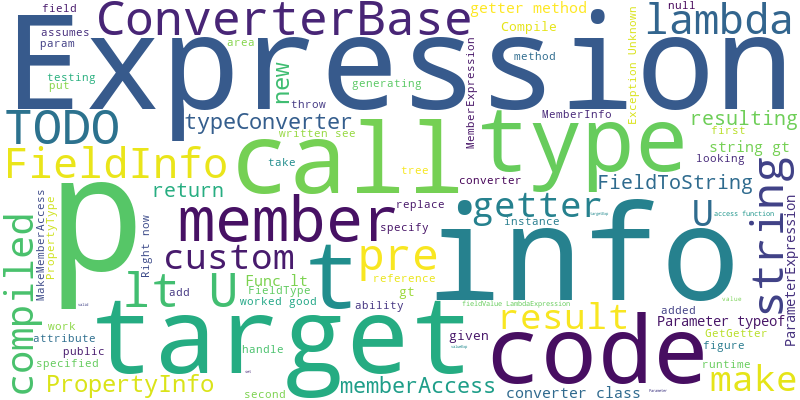 field
ConverterBase
getter method
null
lambda
assumes
param
area
Compile
Expression
testing
put
new
method
generating
Exception Unknown
throw
MemberExpression
MemberInfo
TODO
typeConverter
call
type
resulting
first
written see
string gt
looking
FieldInfo
take
tree
converter
FieldToString
return
p
member
replace
getter
instance
targetExp
U
access function
string
MakeMemberAccess
PropertyType
Right now
specify
info
ParameterExpression
compiled
custom
t
pre
reference
gt
lt U
Func lt
FieldType
add
worked good
ability
fieldValue LambdaExpression
value
valid
target
result
added
Parameter typeof
work
attribute
given
code
GetGetter
public
handle
valueExp
figure
specified
runtime
PropertyInfo
memberAccess
make
second
converter class
Parameter